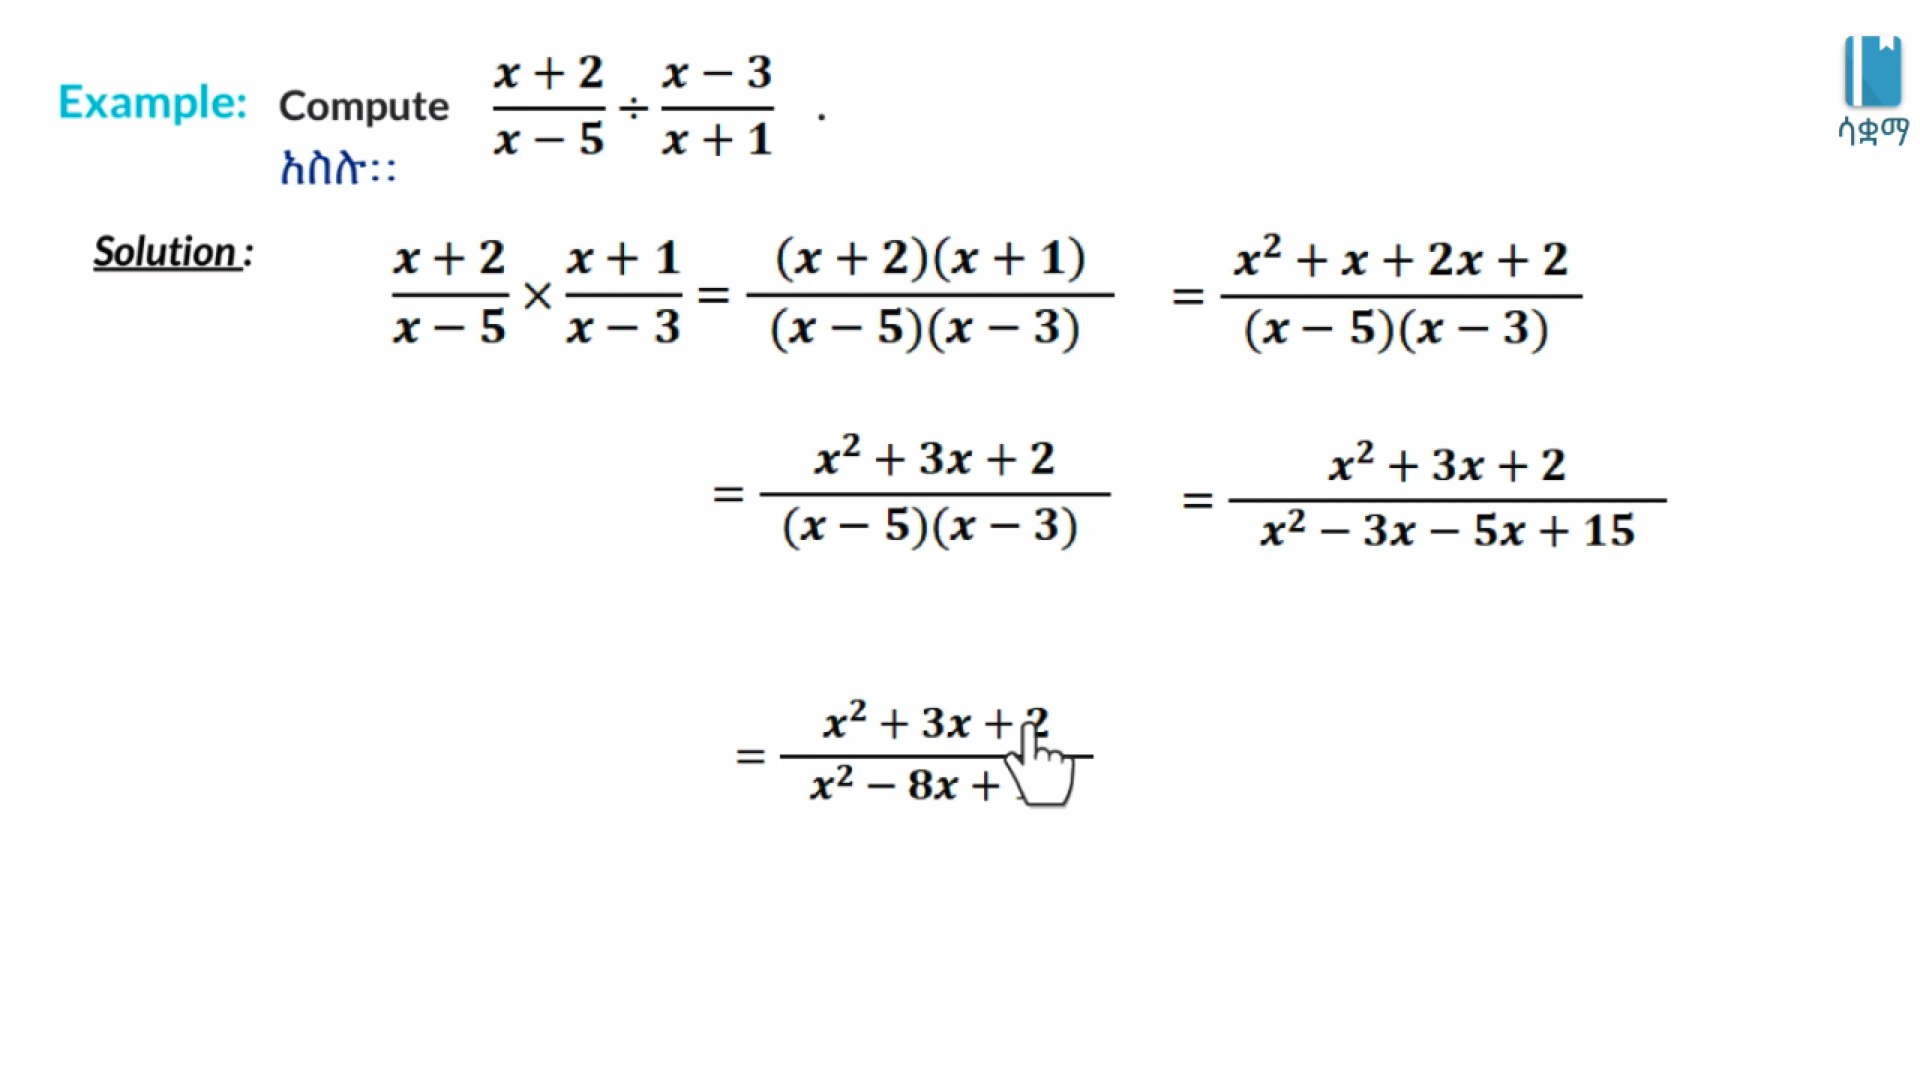 Example: Compute (x + 2)/(x − 5) ÷ (x − 3)/(x + 1) .
አስሉ፡፡
ሳቋማ
Solution: (x + 2)/(x − 5) × (x + 1)/(x − 3) = ((x + 2)(x + 1))/((x − 5)(x − 3)) = (x² + x + 2x + 2)/((x − 5)(x − 3))
= (x² + 3x + 2)/((x − 5)(x − 3)) = (x² + 3x + 2)/(x² − 3x − 5x + 15)
= (x² + 3x + 2)/(x² − 8x +